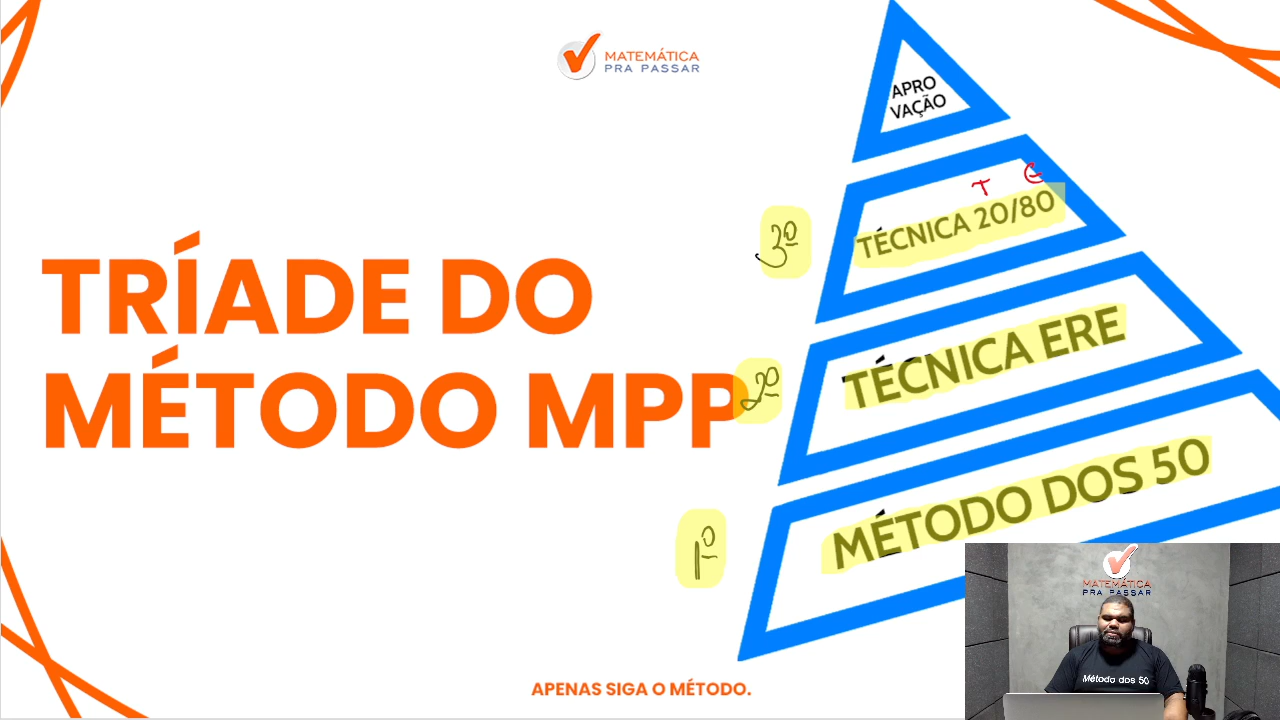 MATEMÁTICA
PRA PASSAR
APRO
VAÇÃO
T E
3º
TÉCNICA 20/80
TRÍADE DO
MÉTODO MPP
2º
TÉCNICA ERE
1º
MÉTODO DOS 50
MATEMÁTICA
PRA PASSAR
Método dos 50
APENAS SIGA O MÉTODO.